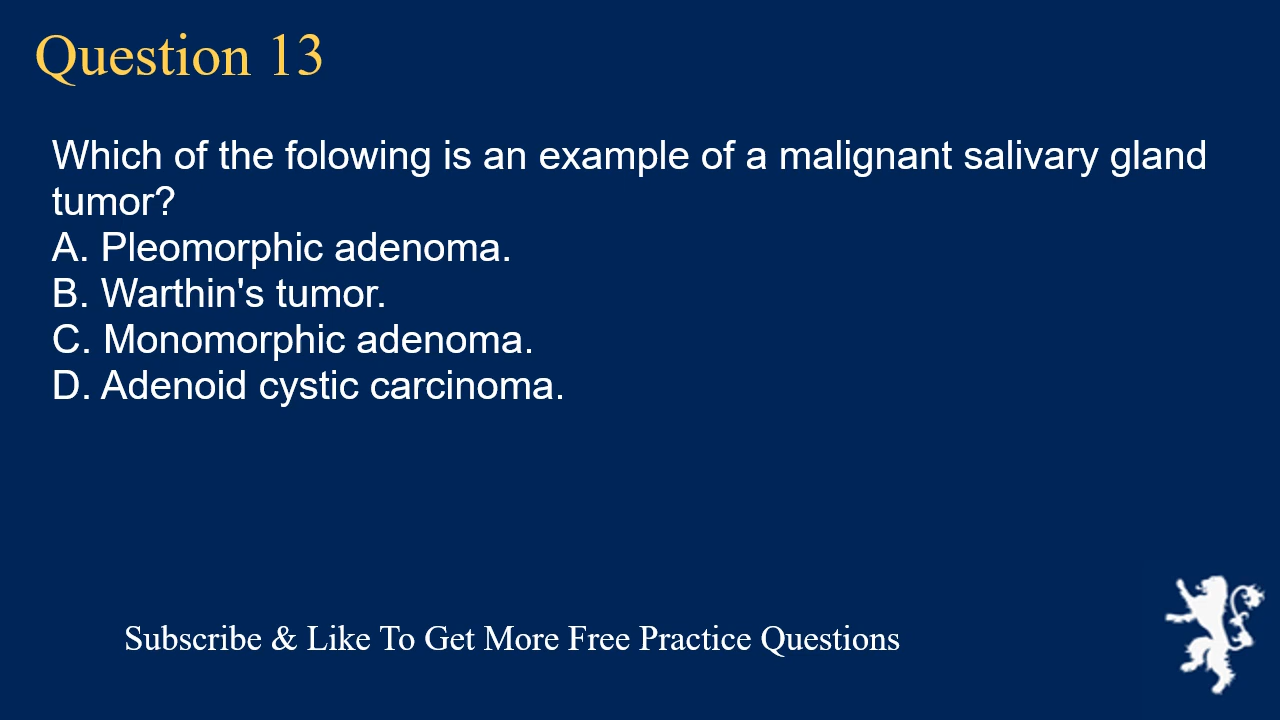 Question 13
Which of the folowing is an example of a malignant salivary gland
tumor?
A. Pleomorphic adenoma.
B. Warthin's tumor.
C. Monomorphic adenoma.
D. Adenoid cystic carcinoma.
Subscribe & Like To Get More Free Practice Questions